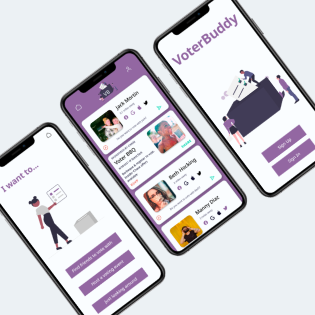 I want to...
Find friends to vote with
Host a voting event
Just looking around
Jack Martin
Voter BBQ
Beth Hocking
Manny Diaz
VoterBuddy
Sign Up
Sign In